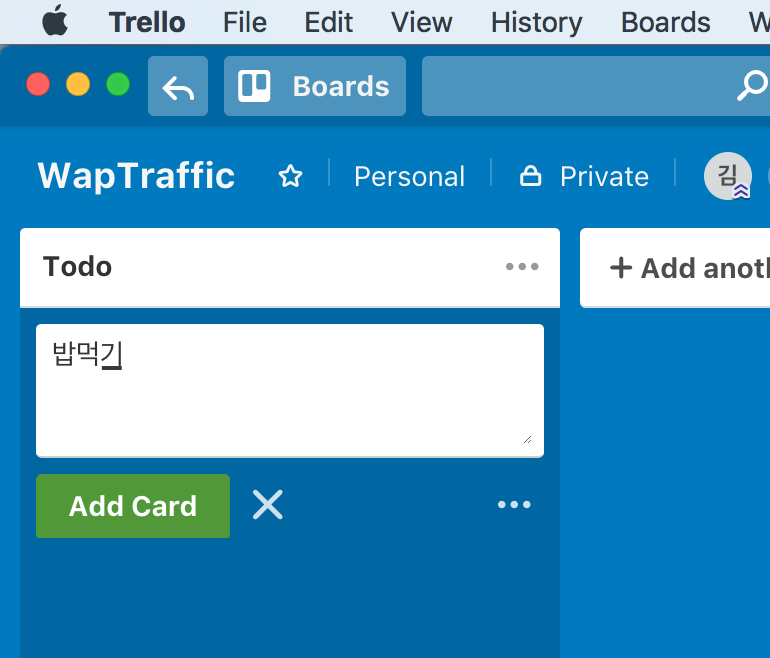 Trello File Edit View History Boards
Boards
WapTraffic Personal Private 김
Todo
+ Add anoth
밥먹기
Add Card